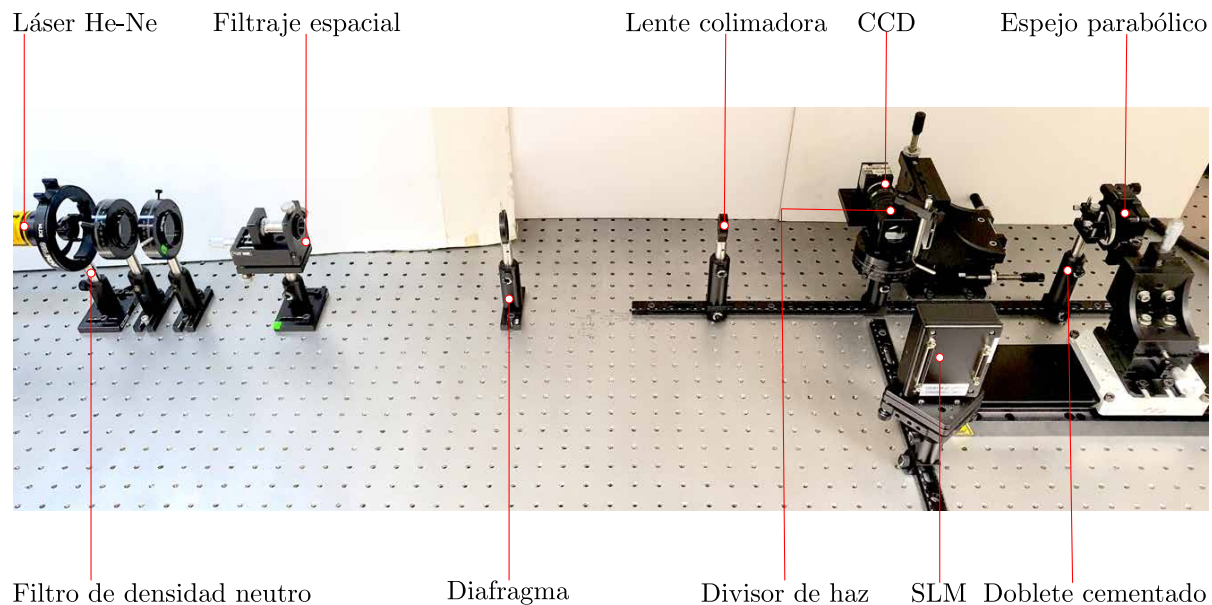 Láser He-Ne
Filtraje espacial
Lente colimadora
CCD
Espejo parabólico
Filtro de densidad neutro
Diafragma
Divisor de haz
SLM
Doblete cementado